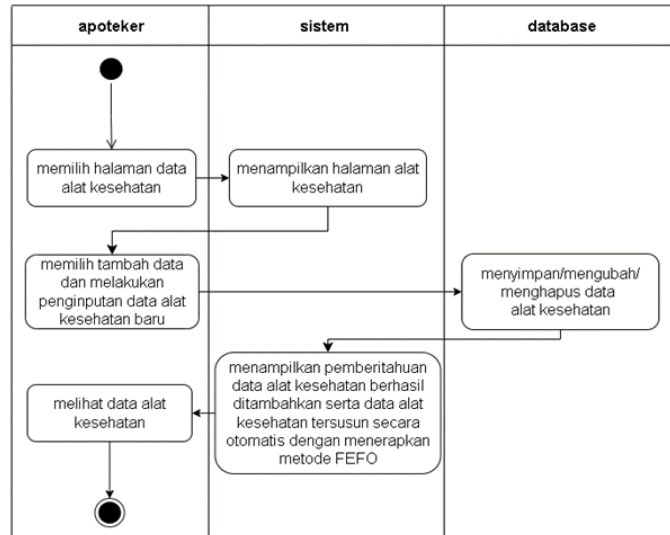 apoteker
sistem
database
memilih halaman data
alat kesehatan
menampilkan halaman alat
kesehatan
memilih tambah data
dan melakukan
penginputan data alat
kesehatan baru
menyimpan/mengubah/
menghapus data
alat kesehatan
menampilkan pemberitahuan
data alat kesehatan berhasil
ditambahkan serta data alat
kesehatan tersusun secara
otomatis dengan menerapkan
metode FEFO
melihat data alat
kesehatan